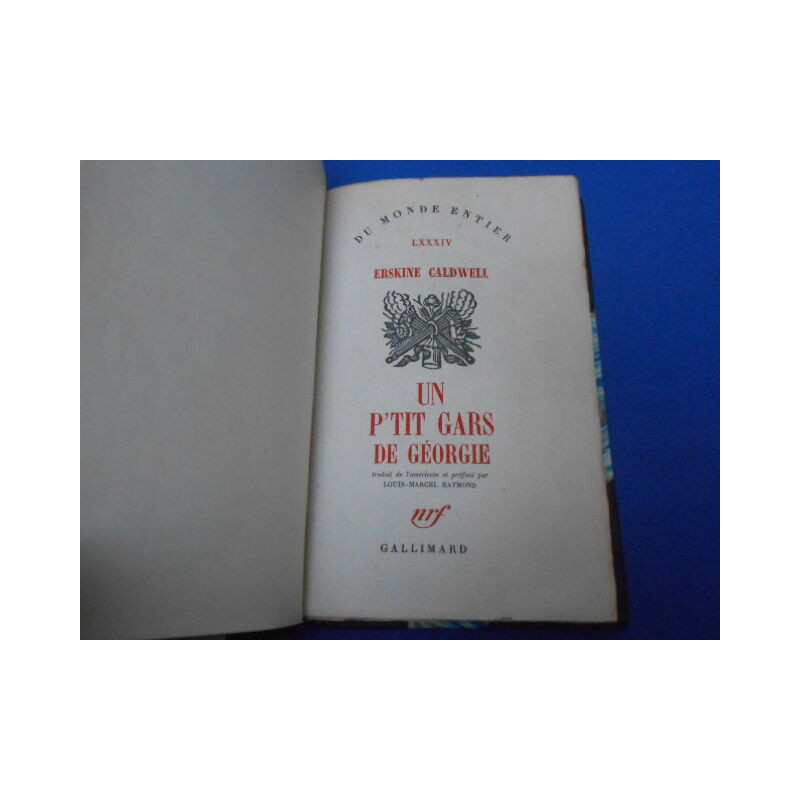 DU MONDE ENTIER
LXXXIV
ERSKINE CALDWELL
UN
P'TIT GARS
DE GÉORGIE
traduit de l'américain et préfacé par
LOUIS-MARCEL RAYMOND
nrf
GALLIMARD